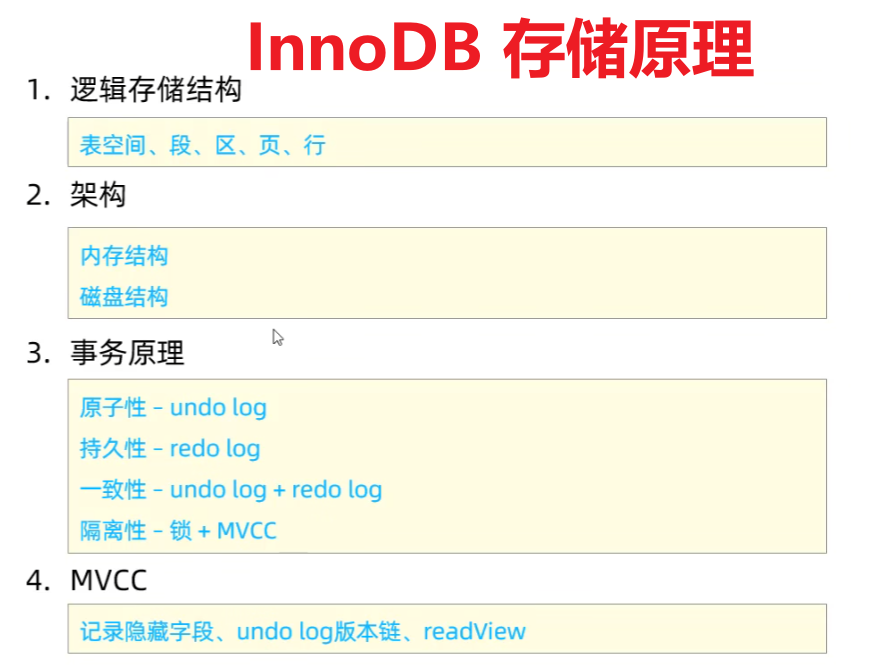 InnoDB 存储原理
1. 逻辑存储结构
表空间、段、区、页、行
2. 架构
内存结构
磁盘结构
3. 事务原理
原子性 – undo log
持久性 – redo log
一致性 – undo log + redo log
隔离性 – 锁 + MVCC
4. MVCC
记录隐藏字段、undo log版本链、readView